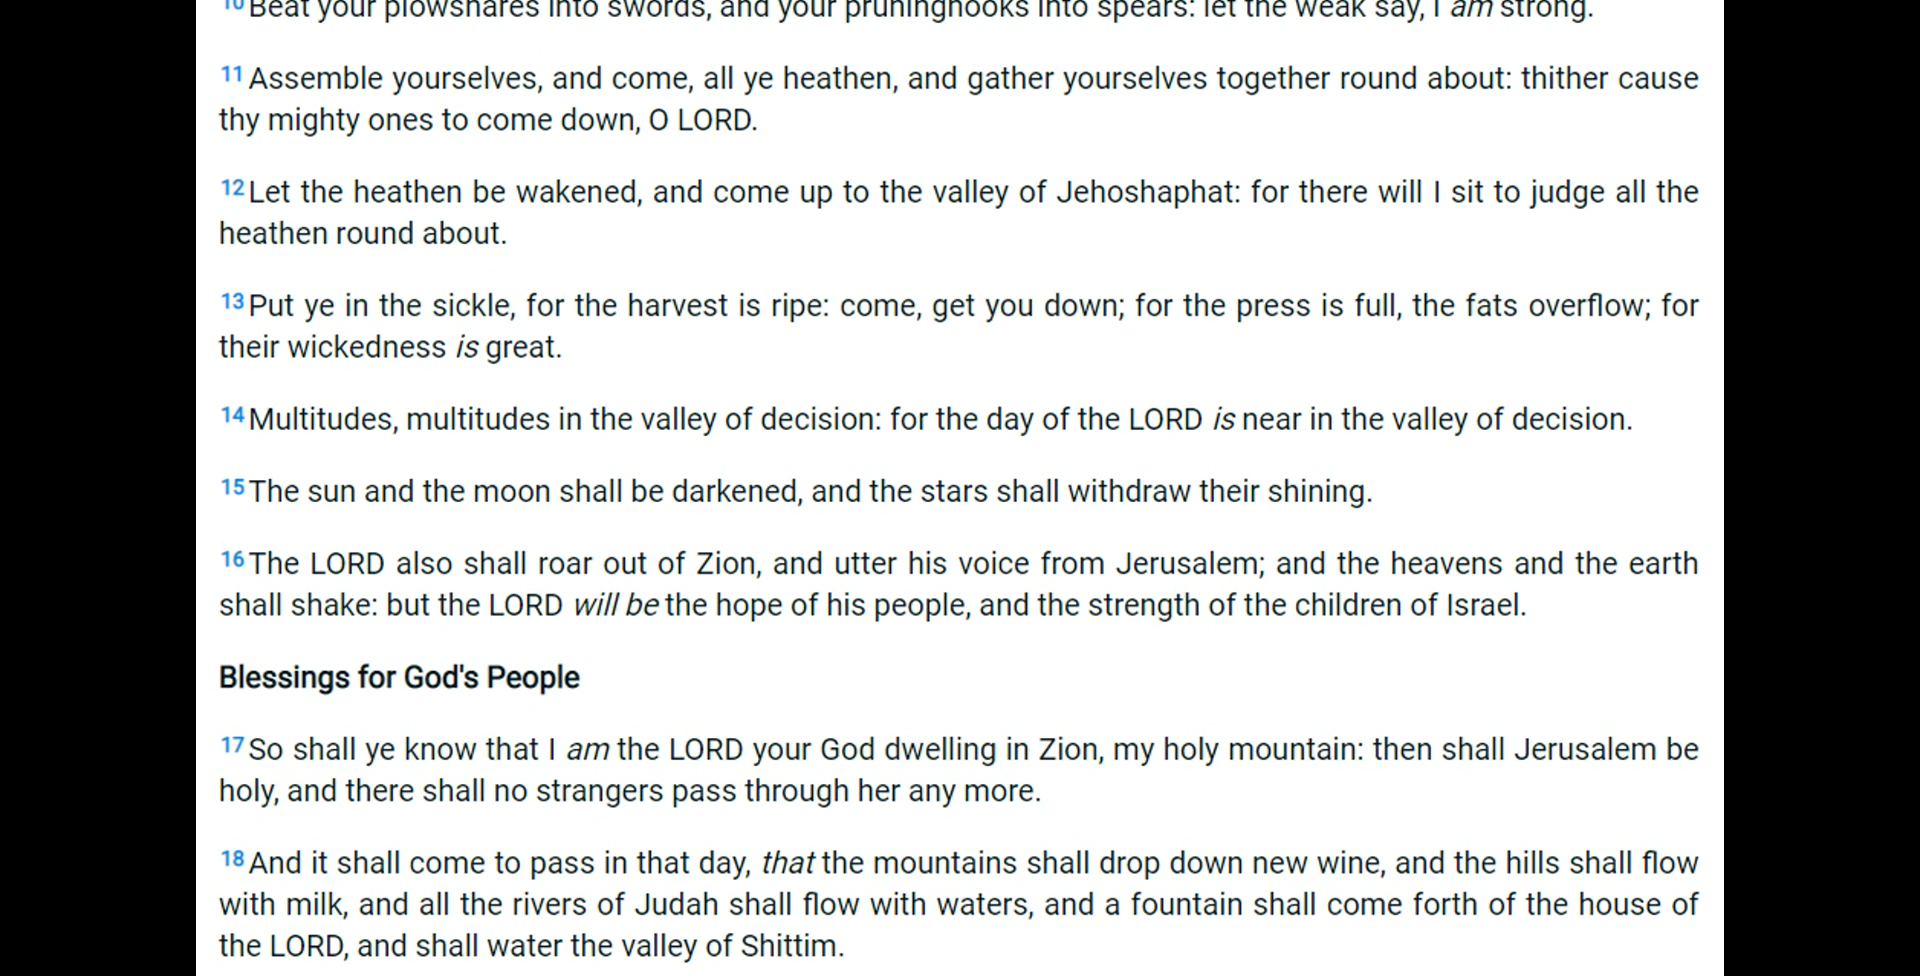 10 Beat your plowshares into swords, and your pruninghooks into spears: let the weak say, I am strong.
11 Assemble yourselves, and come, all ye heathen, and gather yourselves together round about: thither cause
thy mighty ones to come down, O LORD.
12 Let the heathen be wakened, and come up to the valley of Jehoshaphat: for there will I sit to judge all the
heathen round about.
13 Put ye in the sickle, for the harvest is ripe: come, get you down; for the press is full, the fats overflow; for
their wickedness is great.
14 Multitudes, multitudes in the valley of decision: for the day of the LORD is near in the valley of decision.
15 The sun and the moon shall be darkened, and the stars shall withdraw their shining.
16 The LORD also shall roar out of Zion, and utter his voice from Jerusalem; and the heavens and the earth
shall shake: but the LORD will be the hope of his people, and the strength of the children of Israel.
Blessings for God's People
17 So shall ye know that I am the LORD your God dwelling in Zion, my holy mountain: then shall Jerusalem be
holy, and there shall no strangers pass through her any more.
18 And it shall come to pass in that day, that the mountains shall drop down new wine, and the hills shall flow
with milk, and all the rivers of Judah shall flow with waters, and a fountain shall come forth of the house of
the LORD, and shall water the valley of Shittim.